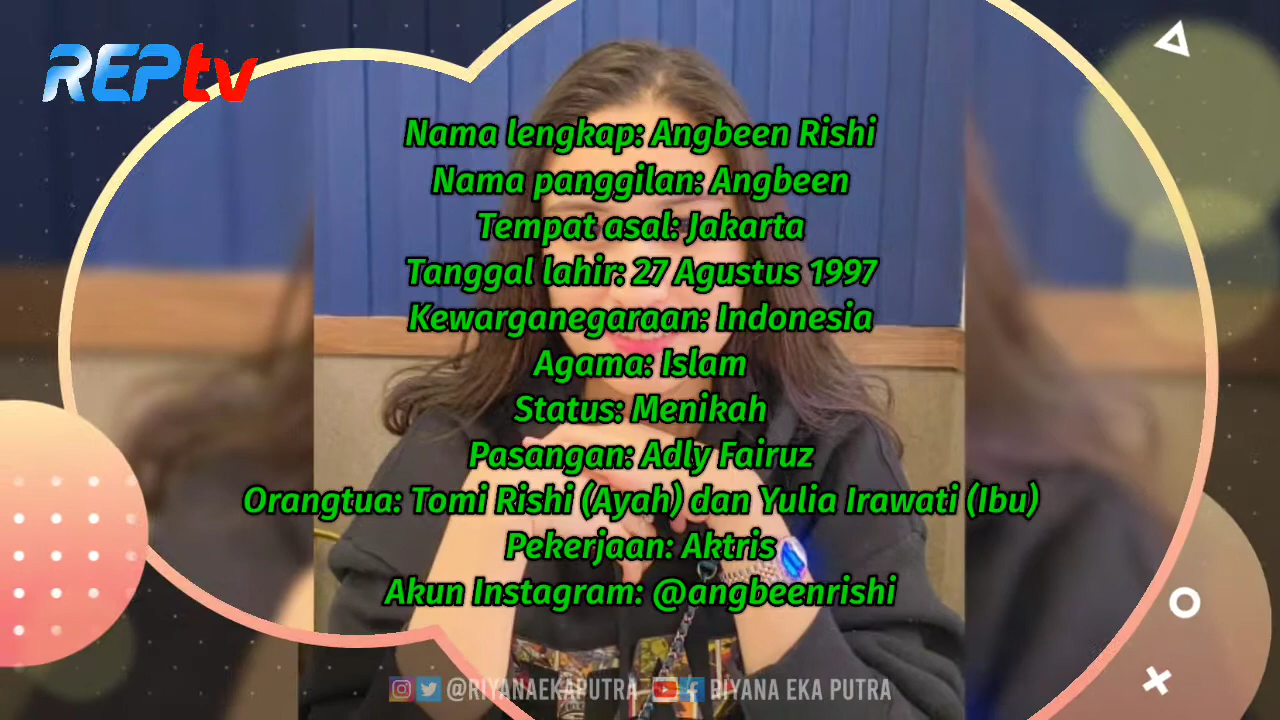 REPtv
Nama lengkap: Angbeen Rishi
Nama panggilan: Angbeen
Tempat asal: Jakarta
Tanggal lahir: 27 Agustus 1997
Kewarganegaraan: Indonesia
Agama: Islam
Status: Menikah
Pasangan: Adly Fairuz
Orangtua: Tomi Rishi (Ayah) dan Yulia Irawati (Ibu)
Pekerjaan: Aktris
Akun Instagram: @angbeenrishi
@RIYANAEKAPUTRA RIYANA EKA PUTRA